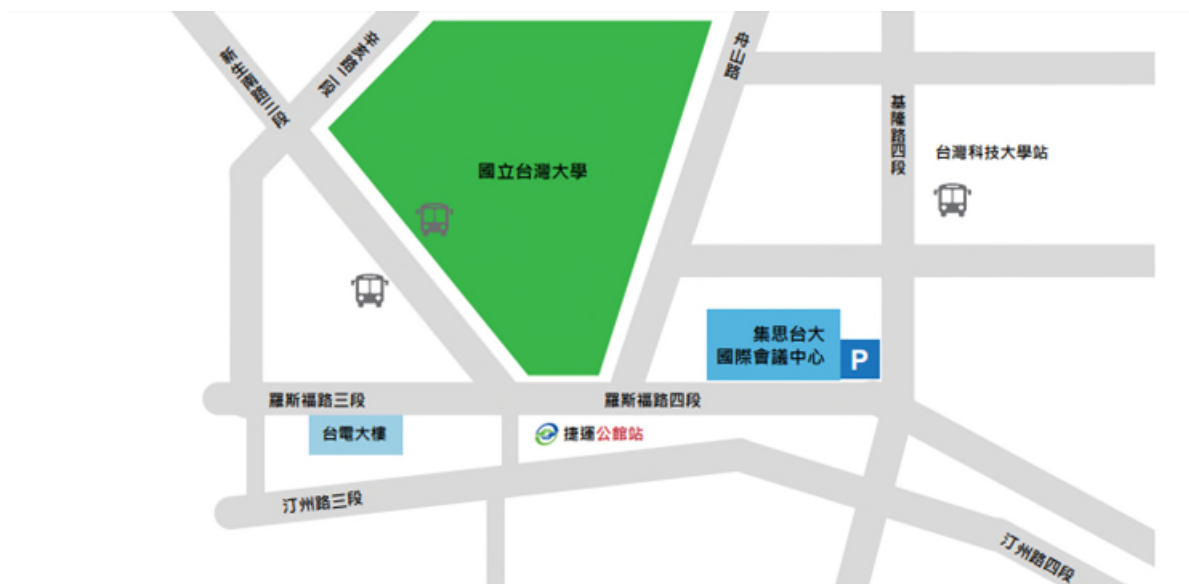 辛亥路二段
新生南路三段
舟山路
基隆路四段
台灣科技大學站
國立台灣大學
集思台大
國際會議中心
P
羅斯福路三段
羅斯福路四段
台電大樓
捷運公館站
汀州路三段
汀州路四段